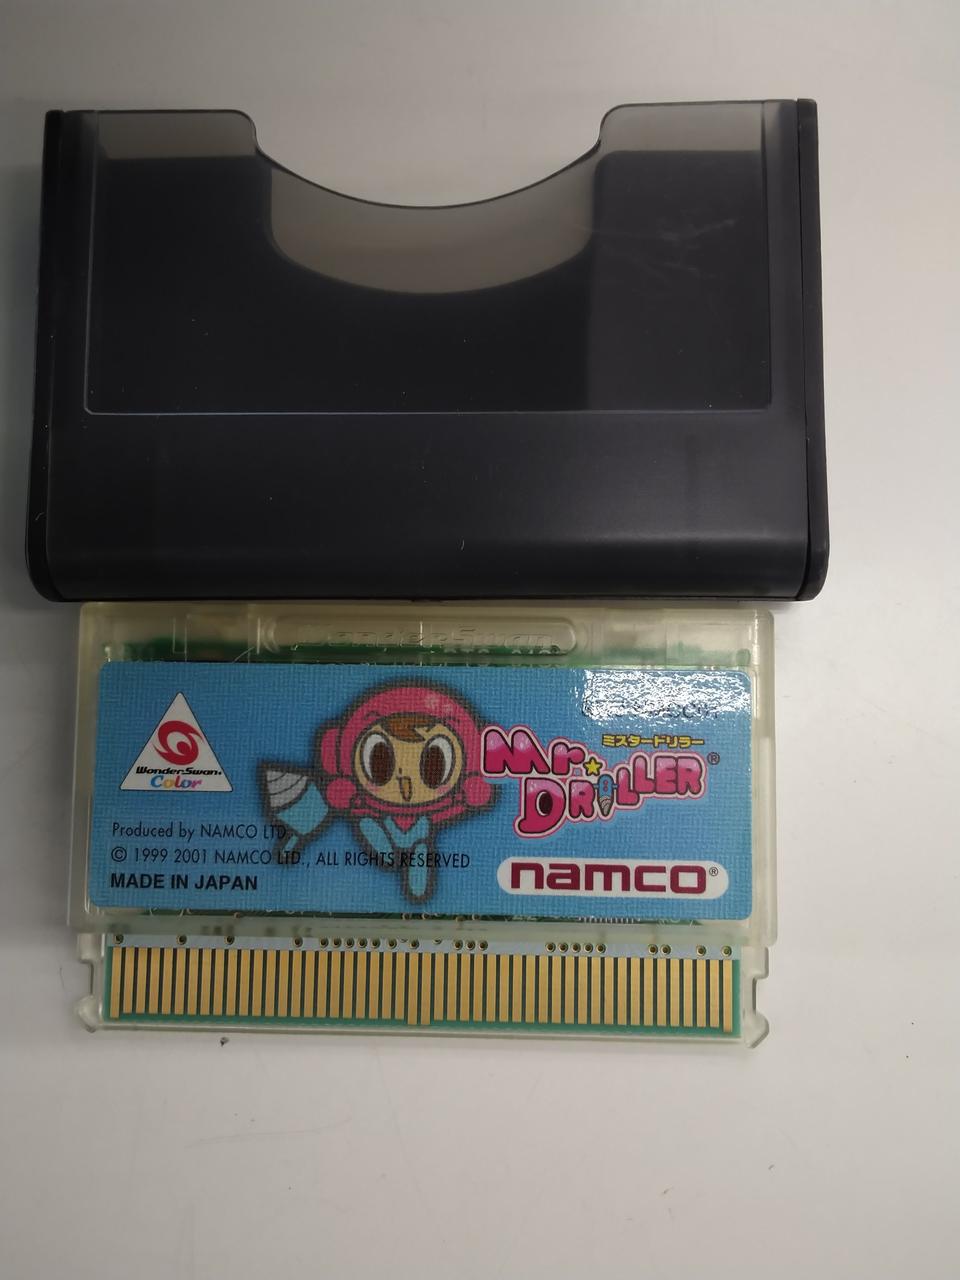 WonderSwan
WonderSwan
Color
ミスタードリラー
Mr. DRiLLER®
Produced by NAMCO LTD.
© 1999 2001 NAMCO LTD., ALL RIGHTS RESERVED
MADE IN JAPAN
namco®